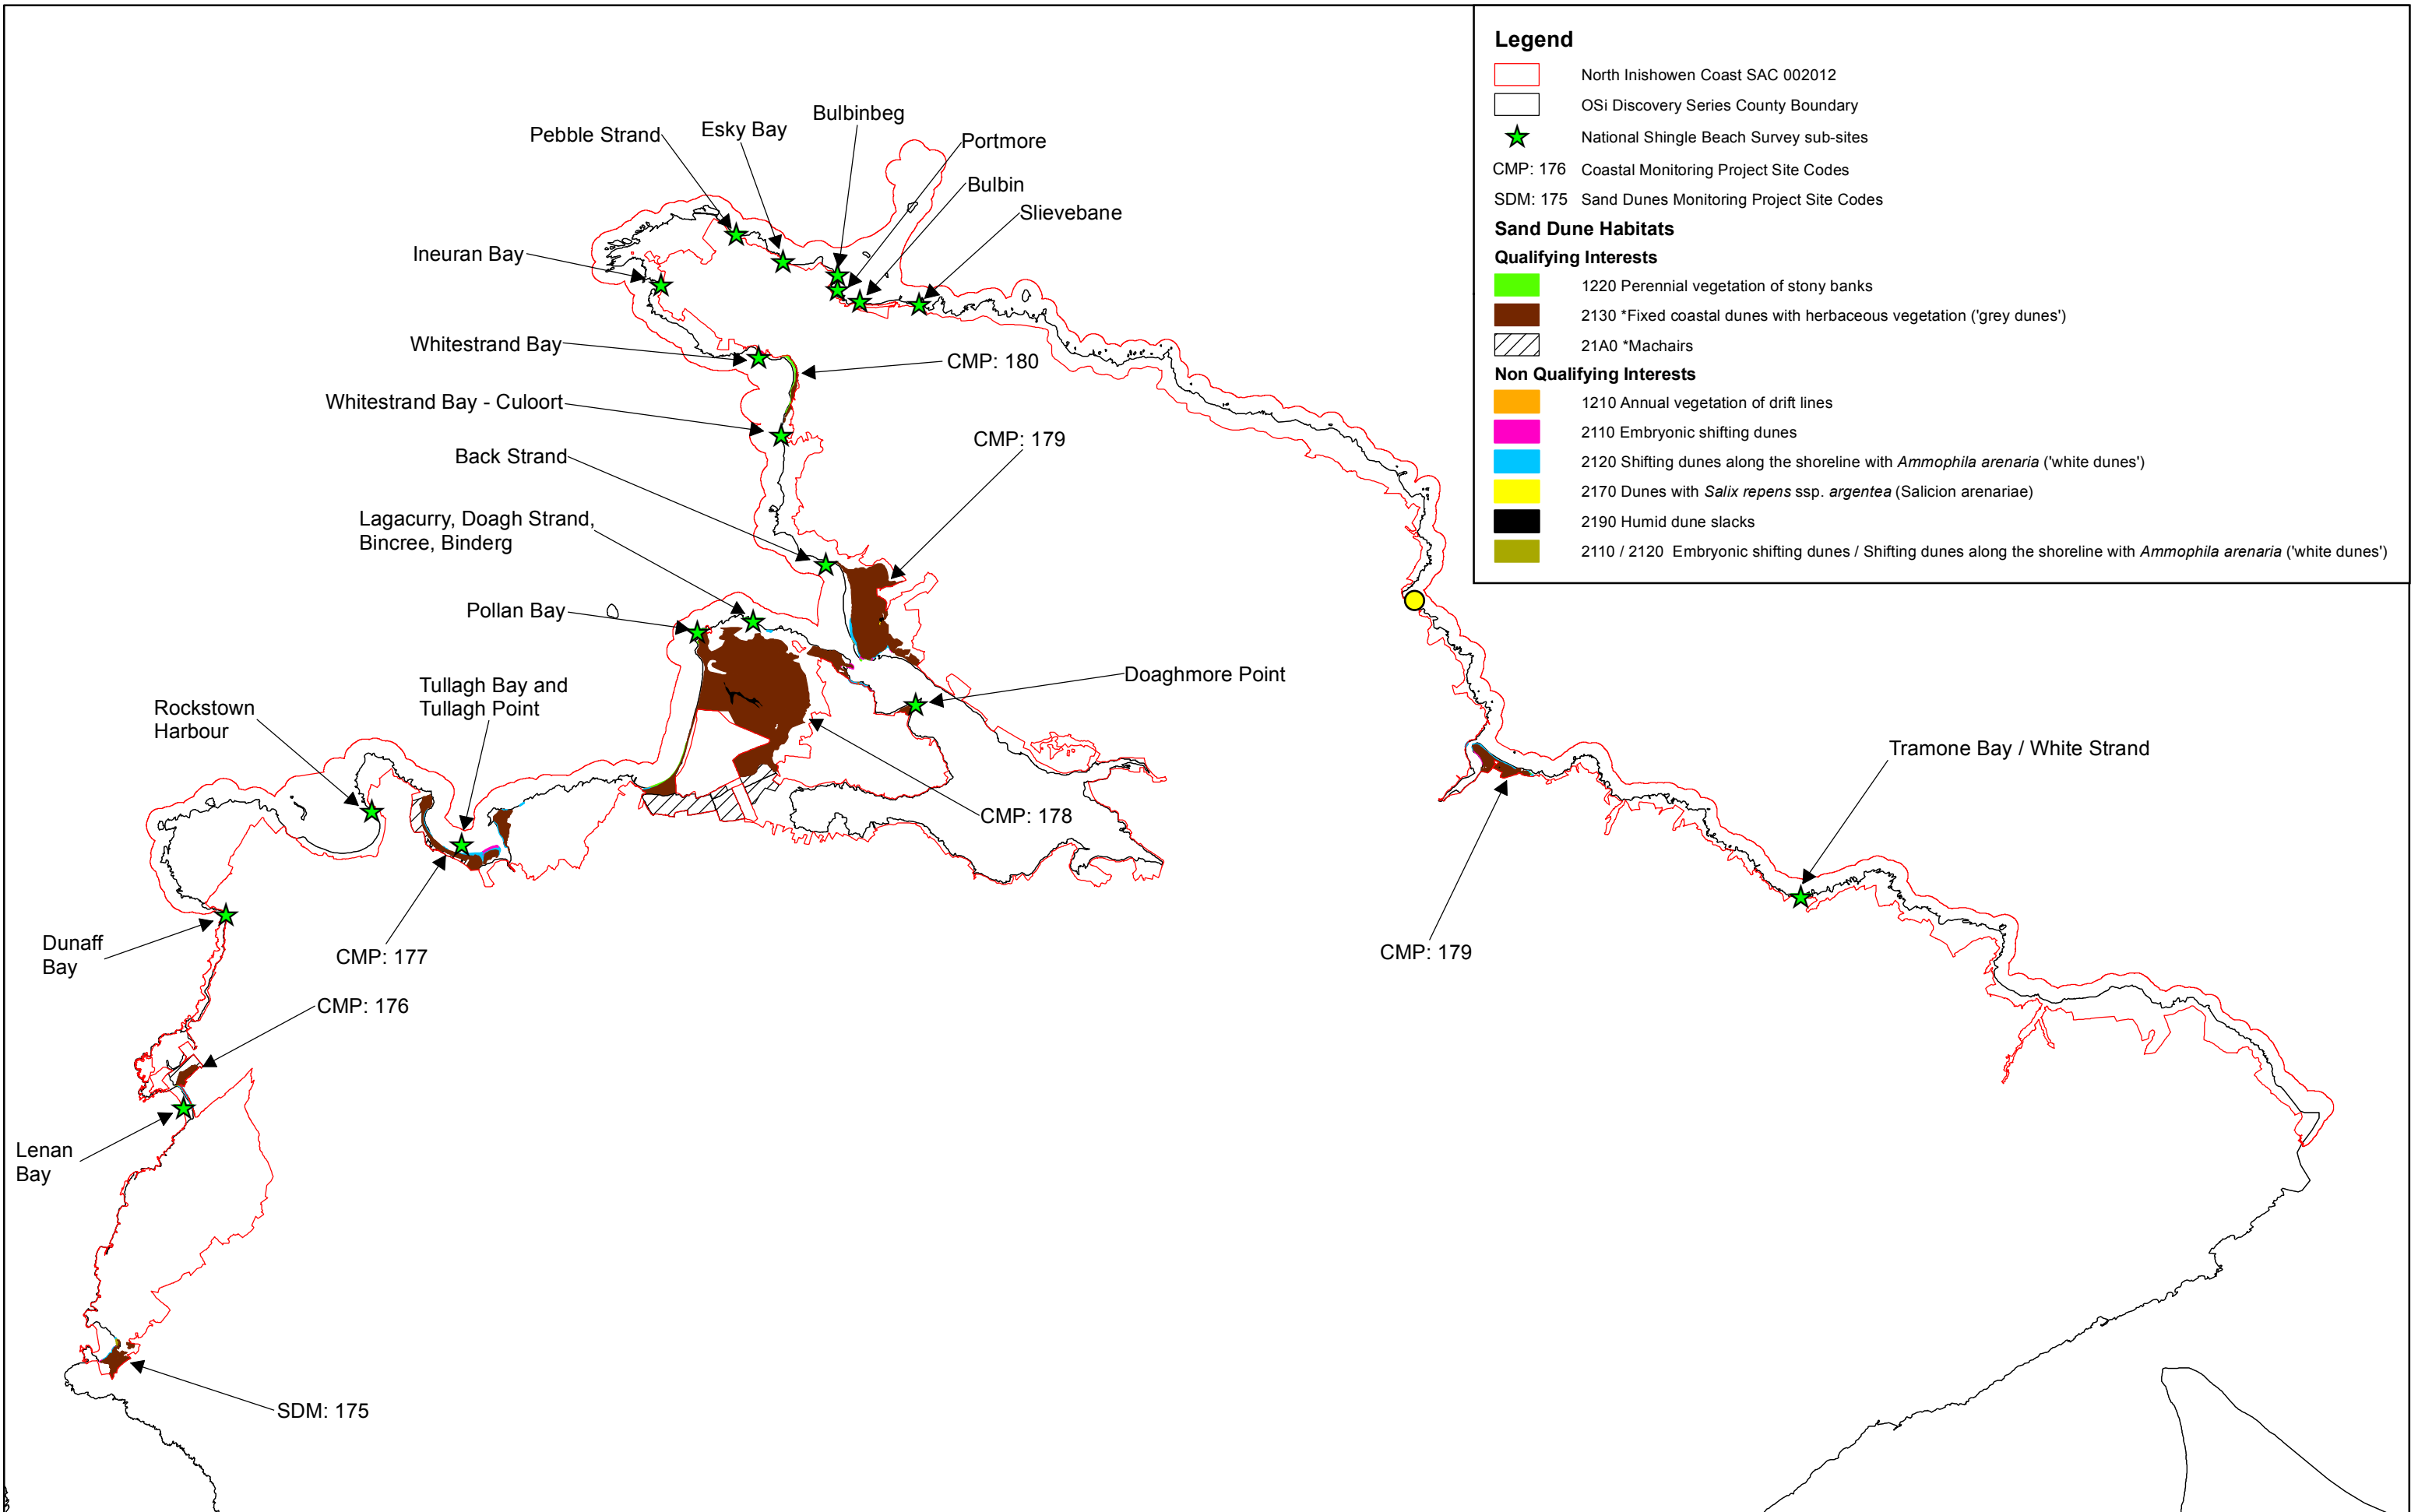 Legend
North Inishowen Coast SAC 002012
OSi Discovery Series County Boundary
National Shingle Beach Survey sub-sites
CMP: 176 Coastal Monitoring Project Site Codes
SDM: 175 Sand Dunes Monitoring Project Site Codes
Sand Dune Habitats
Qualifying Interests
1220 Perennial vegetation of stony banks
2130 *Fixed coastal dunes with herbaceous vegetation ('grey dunes')
21A0 *Machairs
Non Qualifying Interests
1210 Annual vegetation of drift lines
2110 Embryonic shifting dunes
2120 Shifting dunes along the shoreline with Ammophila arenaria ('white dunes')
2170 Dunes with Salix repens ssp. argentea (Salicion arenariae)
2190 Humid dune slacks
2110 / 2120 Embryonic shifting dunes / Shifting dunes along the shoreline with Ammophila arenaria ('white dunes')
Bulbinbeg
Pebble Strand
Esky Bay
Portmore
Bulbin
Slievebane
Ineuran Bay
Whitestrand Bay
CMP: 180
Whitestrand Bay - Culoort
CMP: 179
Back Strand
Lagacurry, Doagh Strand,
Bincree, Binderg
Pollan Bay
Doaghmore Point
Tullagh Bay and
Tullagh Point
Rockstown
Harbour
Tramone Bay / White Strand
CMP: 178
Dunaff
Bay
CMP: 177
CMP: 179
CMP: 176
Lenan
Bay
SDM: 175